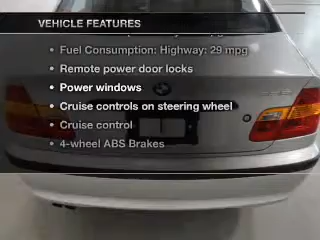 VEHICLE FEATURES
• Fuel Consumption: Highway: 29 mpg
• Remote power door locks
• Power windows
• Cruise controls on steering wheel
• Cruise control
• 4-wheel ABS Brakes